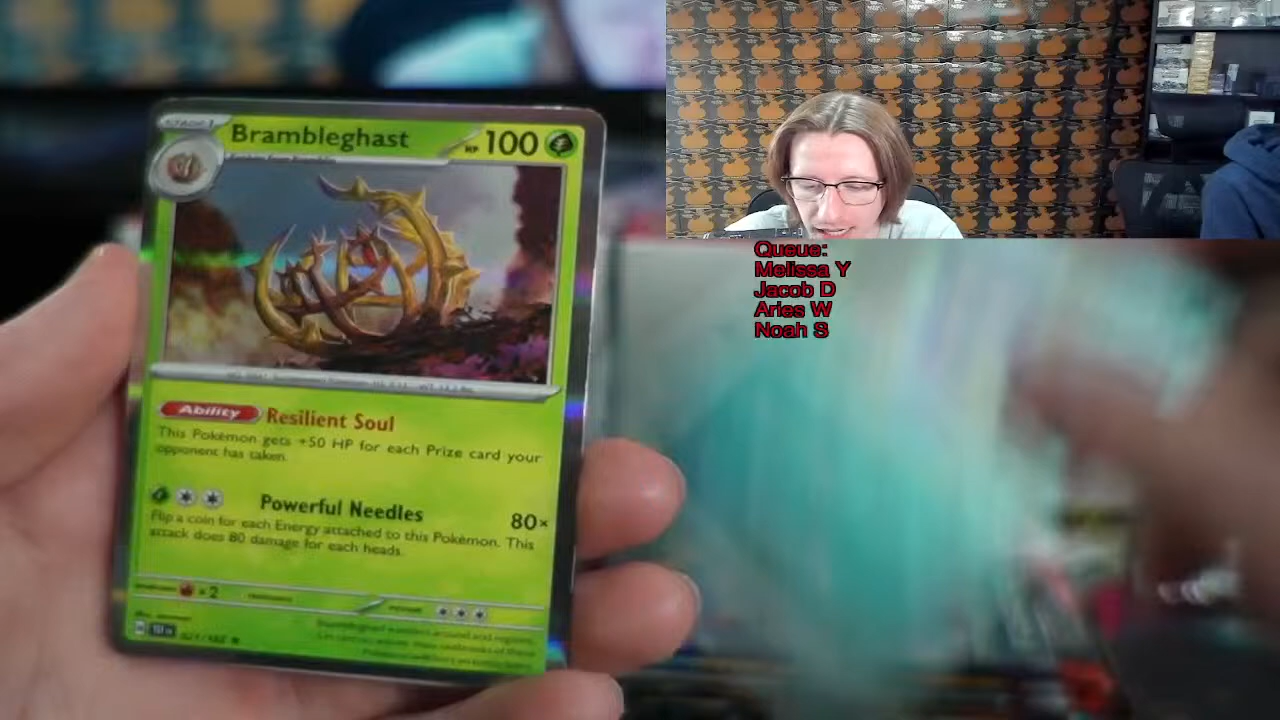 STAGE 1
Brambleghast
HP 100
Ability Resilient Soul
This Pokémon gets +50 HP for each Prize card your
opponent has taken.
Powerful Needles 80×
Flip a coin for each Energy attached to this Pokémon. This
attack does 80 damage for each heads.
×2
Queue:
Melissa Y
Jacob D
Aries W
Noah S